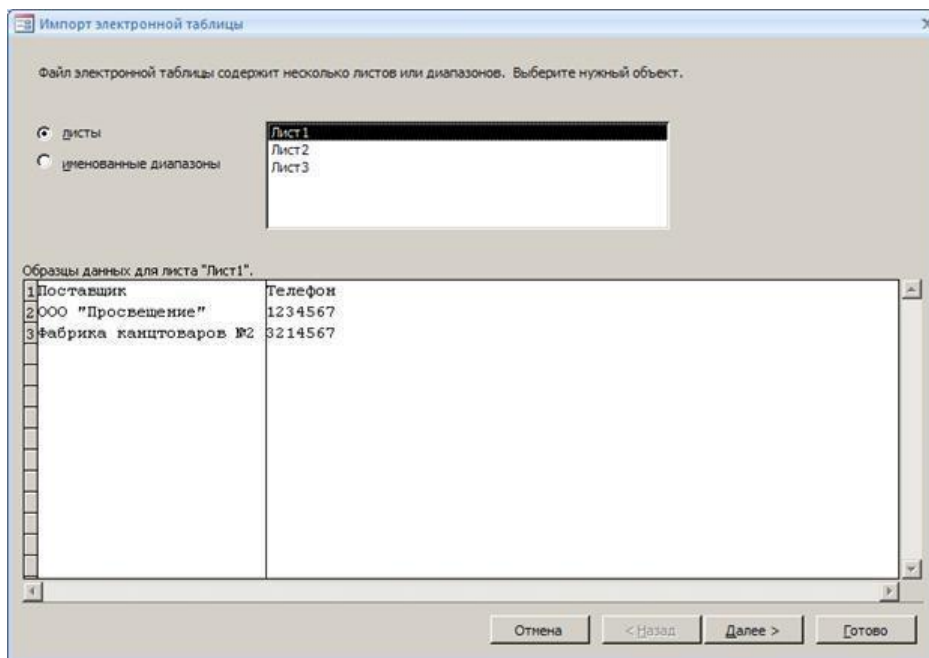 Импорт электронной таблицы
Файл электронной таблицы содержит несколько листов или диапазонов. Выберите нужный объект.
листы
именованные диапазоны
Лист1
Лист2
Лист3
Образцы данных для листа "Лист1".
1 Поставщик Телефон
2 ООО "Просвещение" 1234567
3 Фабрика канцтоваров №2 3214567
Отмена < Назад Далее > Готово